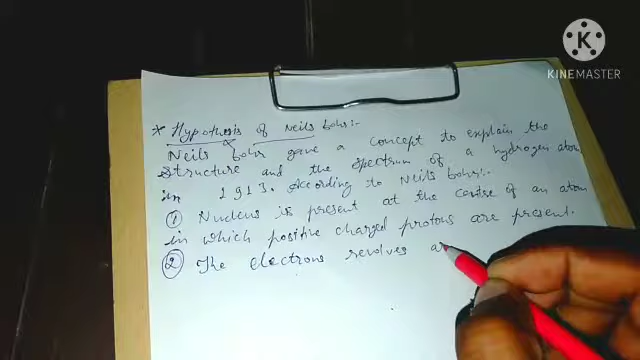 KINEMASTER
* Hypothesis of Neils bohr:-
Neils bohr gave a concept to explain the
structure and the spectrum of a hydrogen atom
in 1913. According to Neils bohr:-
① Nucleus is present at the centre of an atom
in which positive charged protons are present.
② The electrons revolves ar